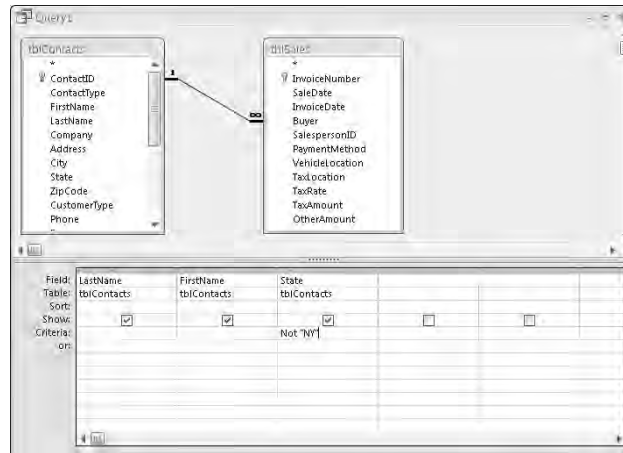 Query1
tblContacts
*
ContactID
ContactType
FirstName
LastName
Company
Address
City
State
ZipCode
CustomerType
Phone
1
∞
tblSales
*
InvoiceNumber
SaleDate
InvoiceDate
Buyer
SalespersonID
PaymentMethod
VehicleLocation
TaxLocation
TaxRate
TaxAmount
OtherAmount
Field: LastName FirstName State
Table: tblContacts tblContacts tblContacts
Sort:
Show:
Criteria: Not "NY"
or: